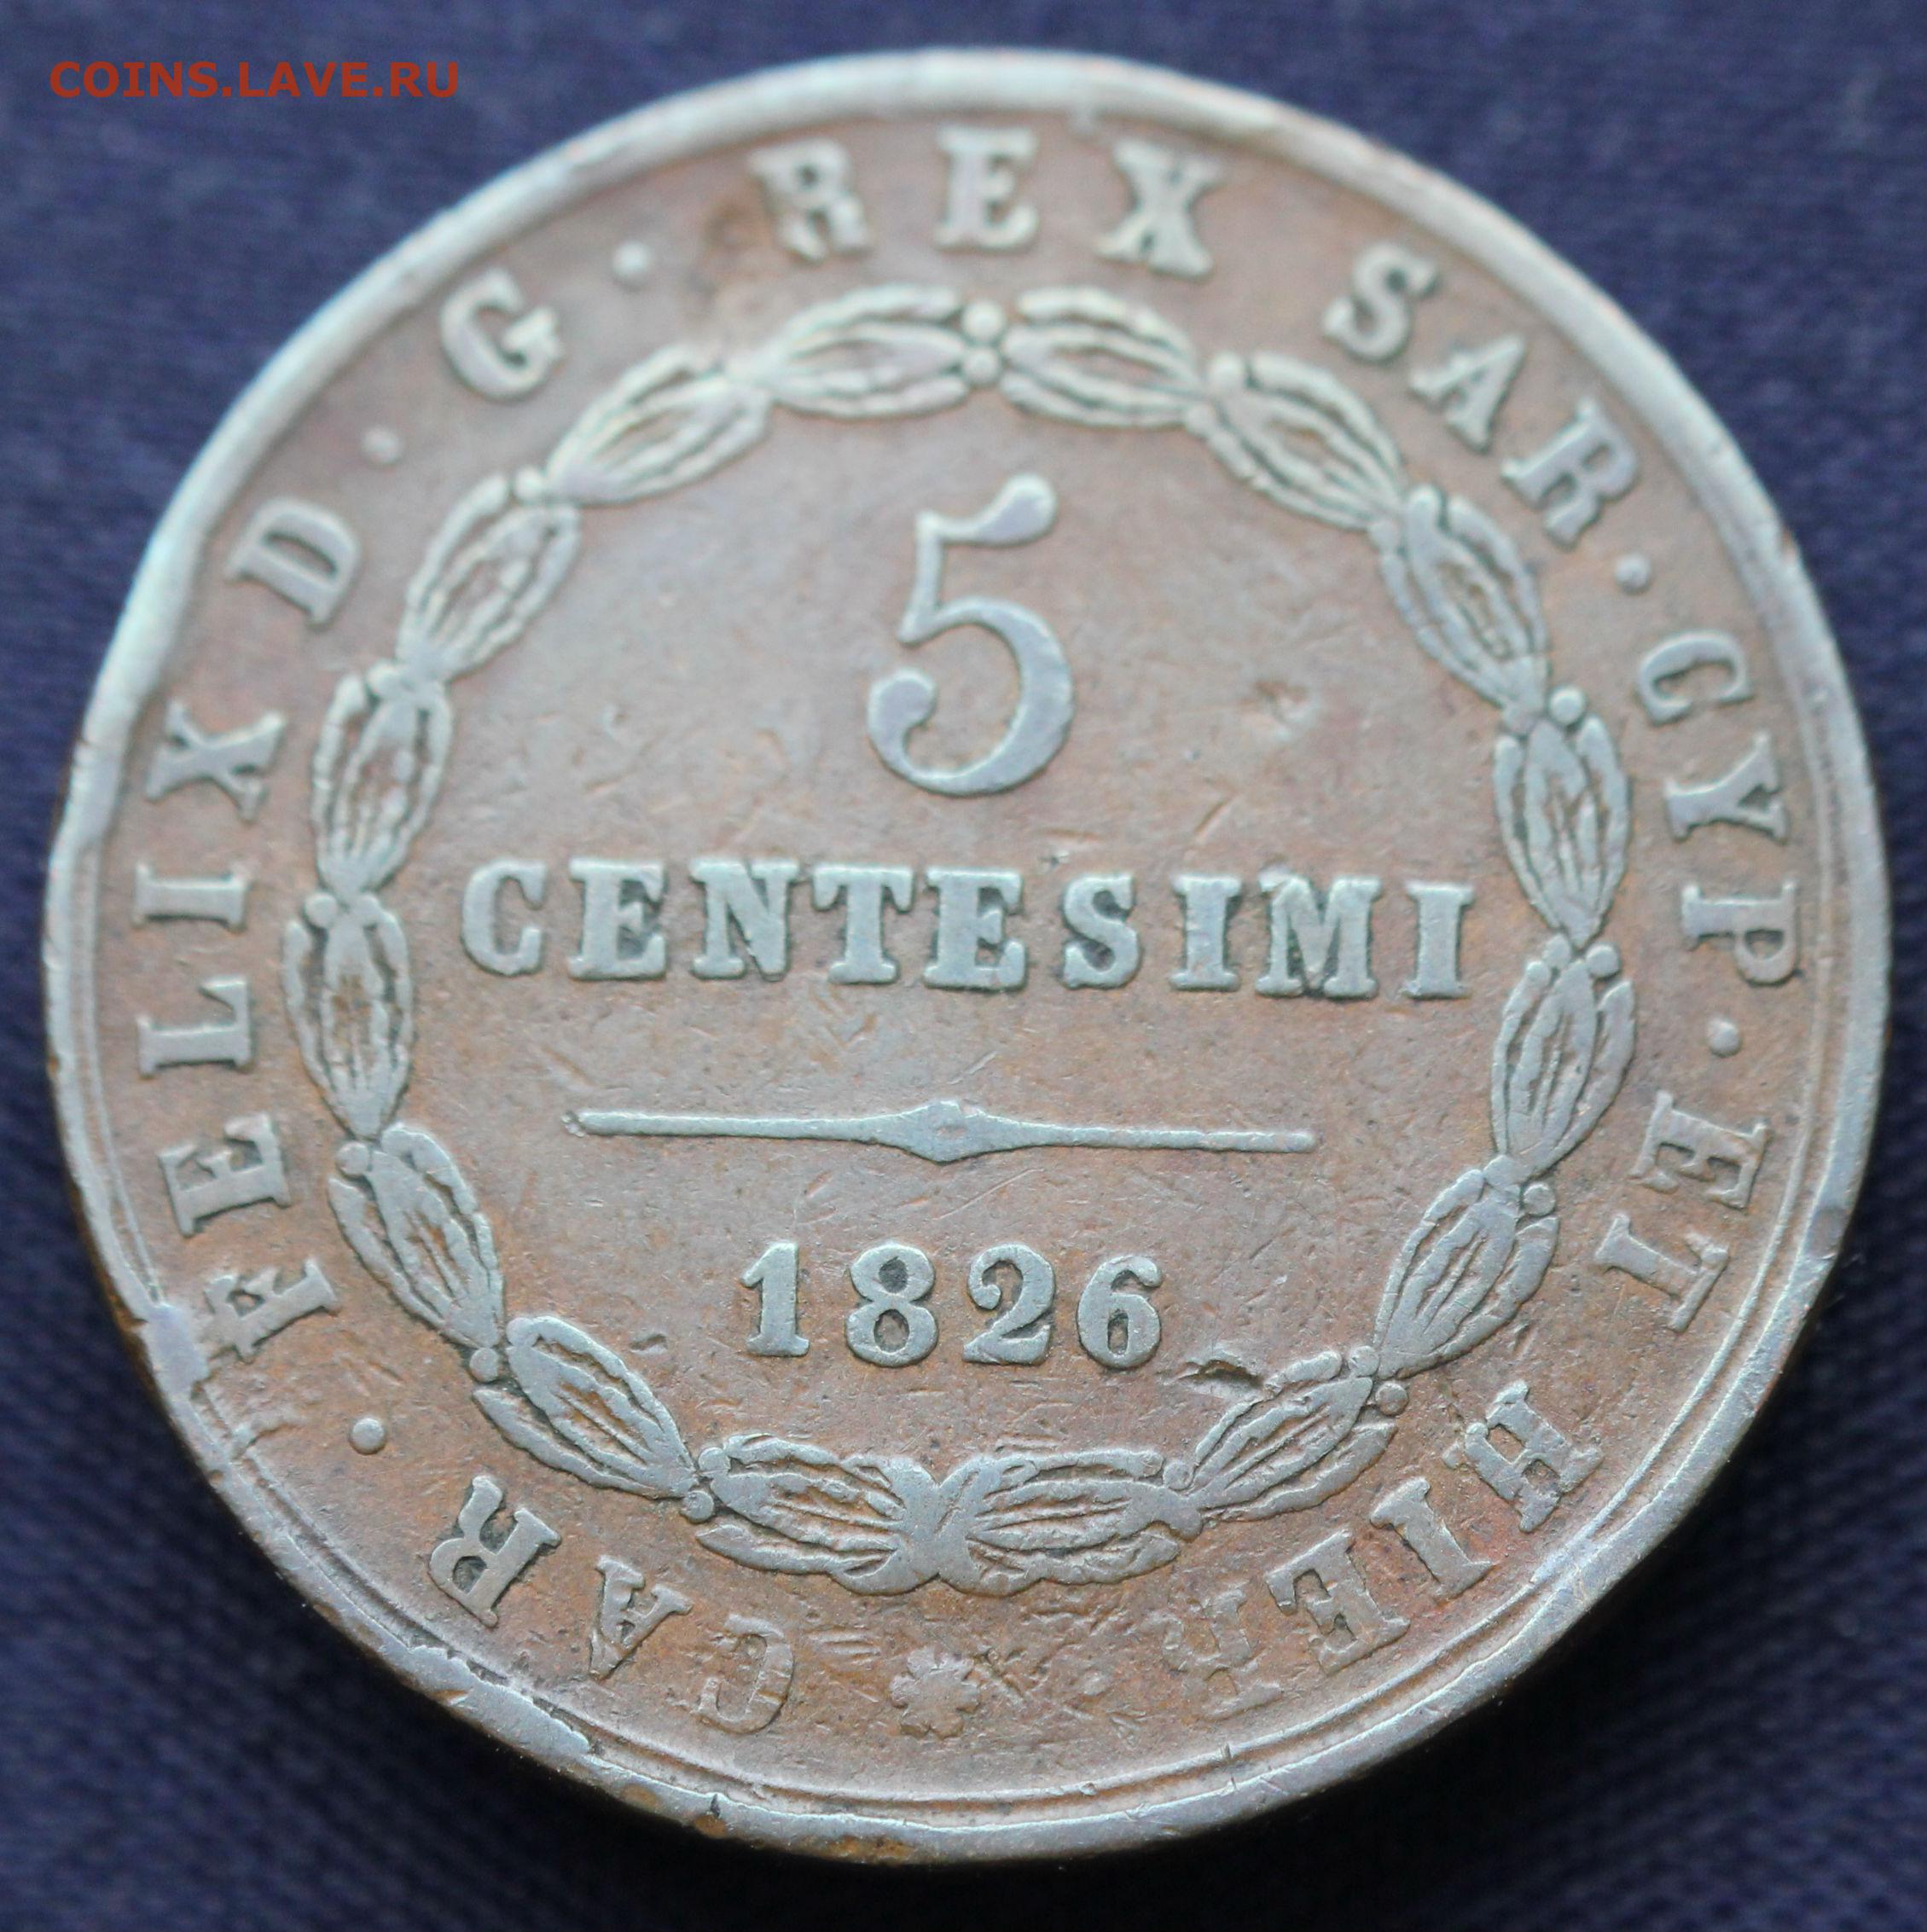 COINS.LAVE.RU
CAR · FELIX D · G · REX SAR · CYP · ET HIER ·
5
CENTESIMI
1826